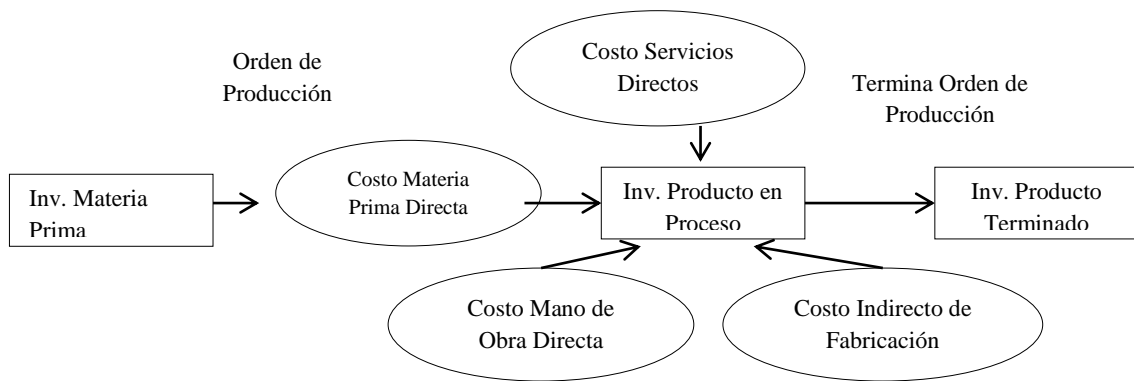 Costo Servicios
Directos
Orden de
Producción
Termina Orden de
Producción
Inv. Materia
Prima
Costo Materia
Prima Directa
Inv. Producto en
Proceso
Inv. Producto
Terminado
Costo Mano de
Obra Directa
Costo Indirecto de
Fabricación